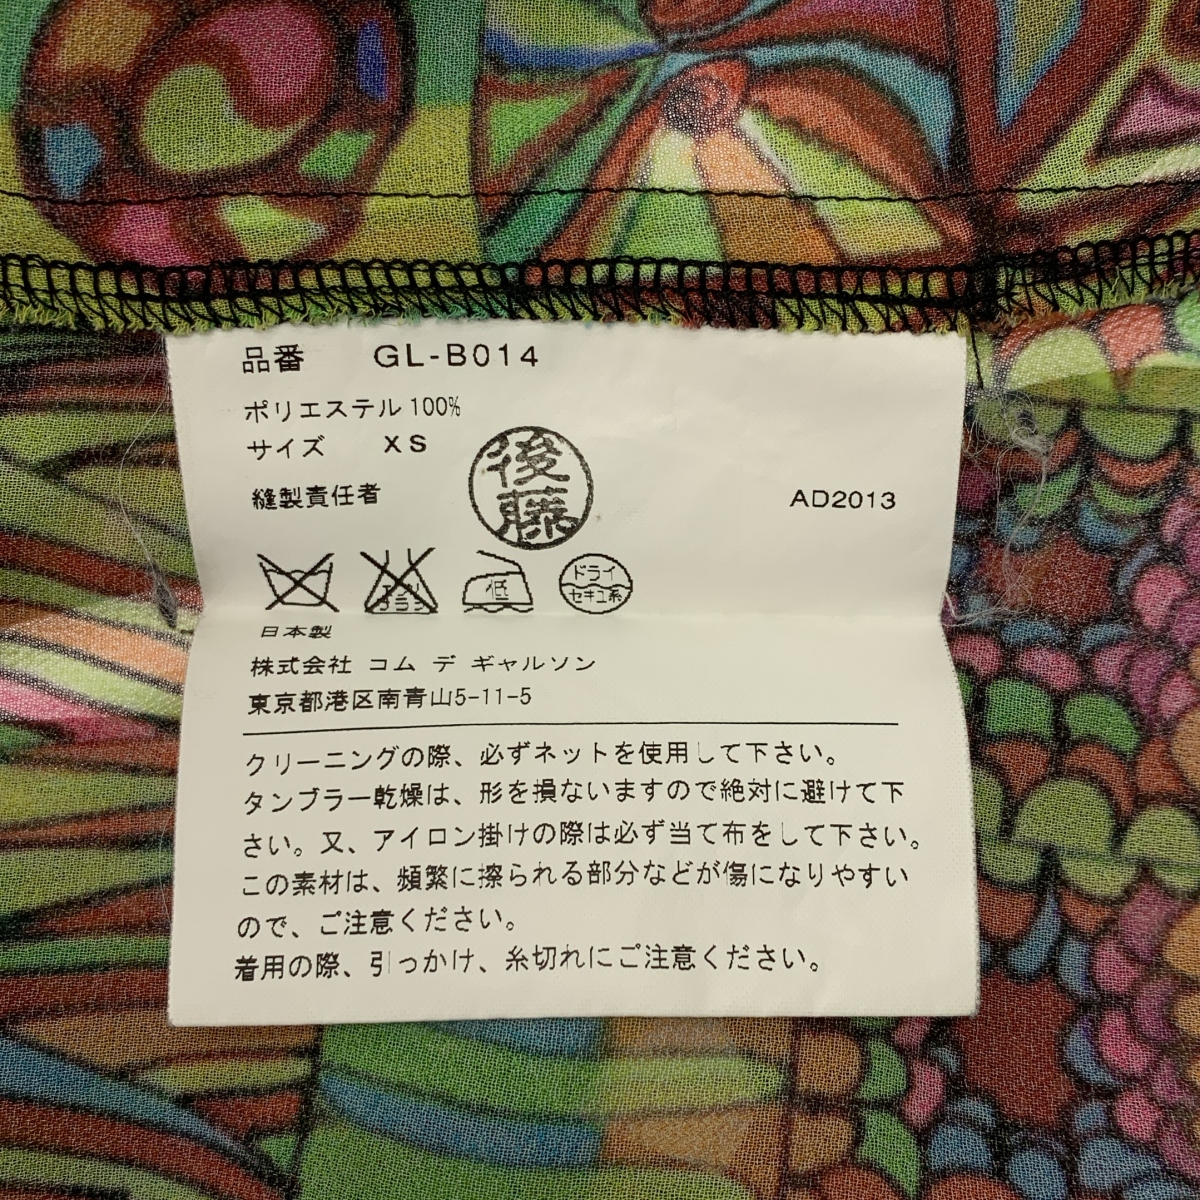 品番 GL-B014
ポリエステル 100%
サイズ XS
後藤
縫製責任者
AD2013
低
ドライ
セキユ系
日本製
株式会社 コム デ ギャルソン
東京都港区南青山5-11-5
クリーニングの際、必ずネットを使用して下さい。
タンブラー乾燥は、形を損ないますので絶対に避けて下
さい。又、アイロン掛けの際は必ず当て布をして下さい。
この素材は、頻繁に擦られる部分などが傷になりやすい
ので、ご注意ください。
着用の際、引っかけ、糸切れにご注意ください。